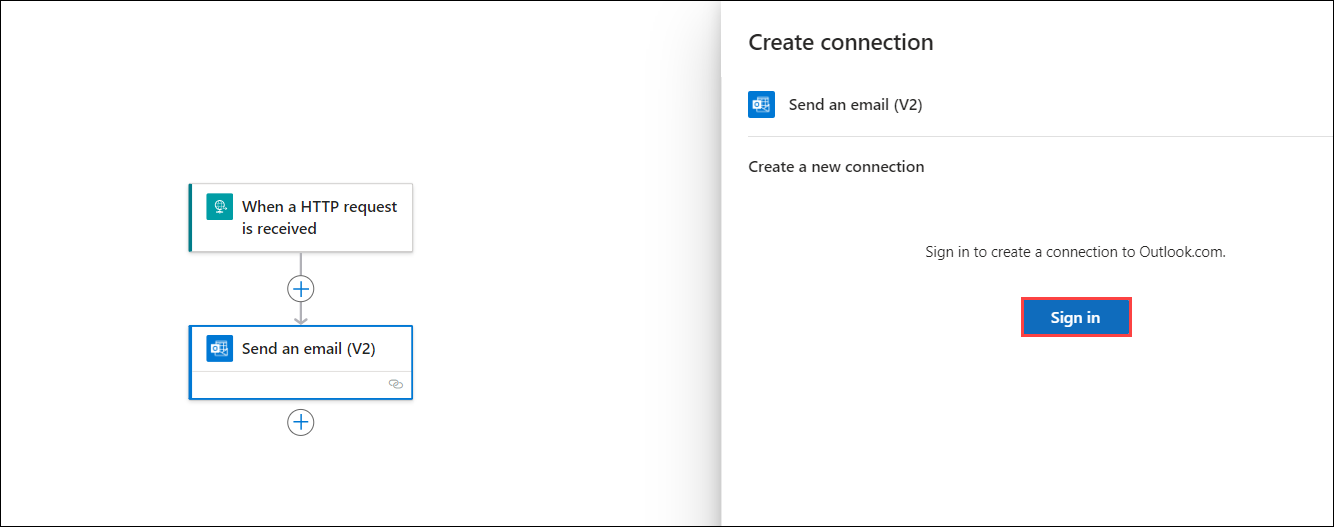 When a HTTP request
is received
Send an email (V2)
Create connection
Send an email (V2)
Create a new connection
Sign in to create a connection to Outlook.com.
Sign in